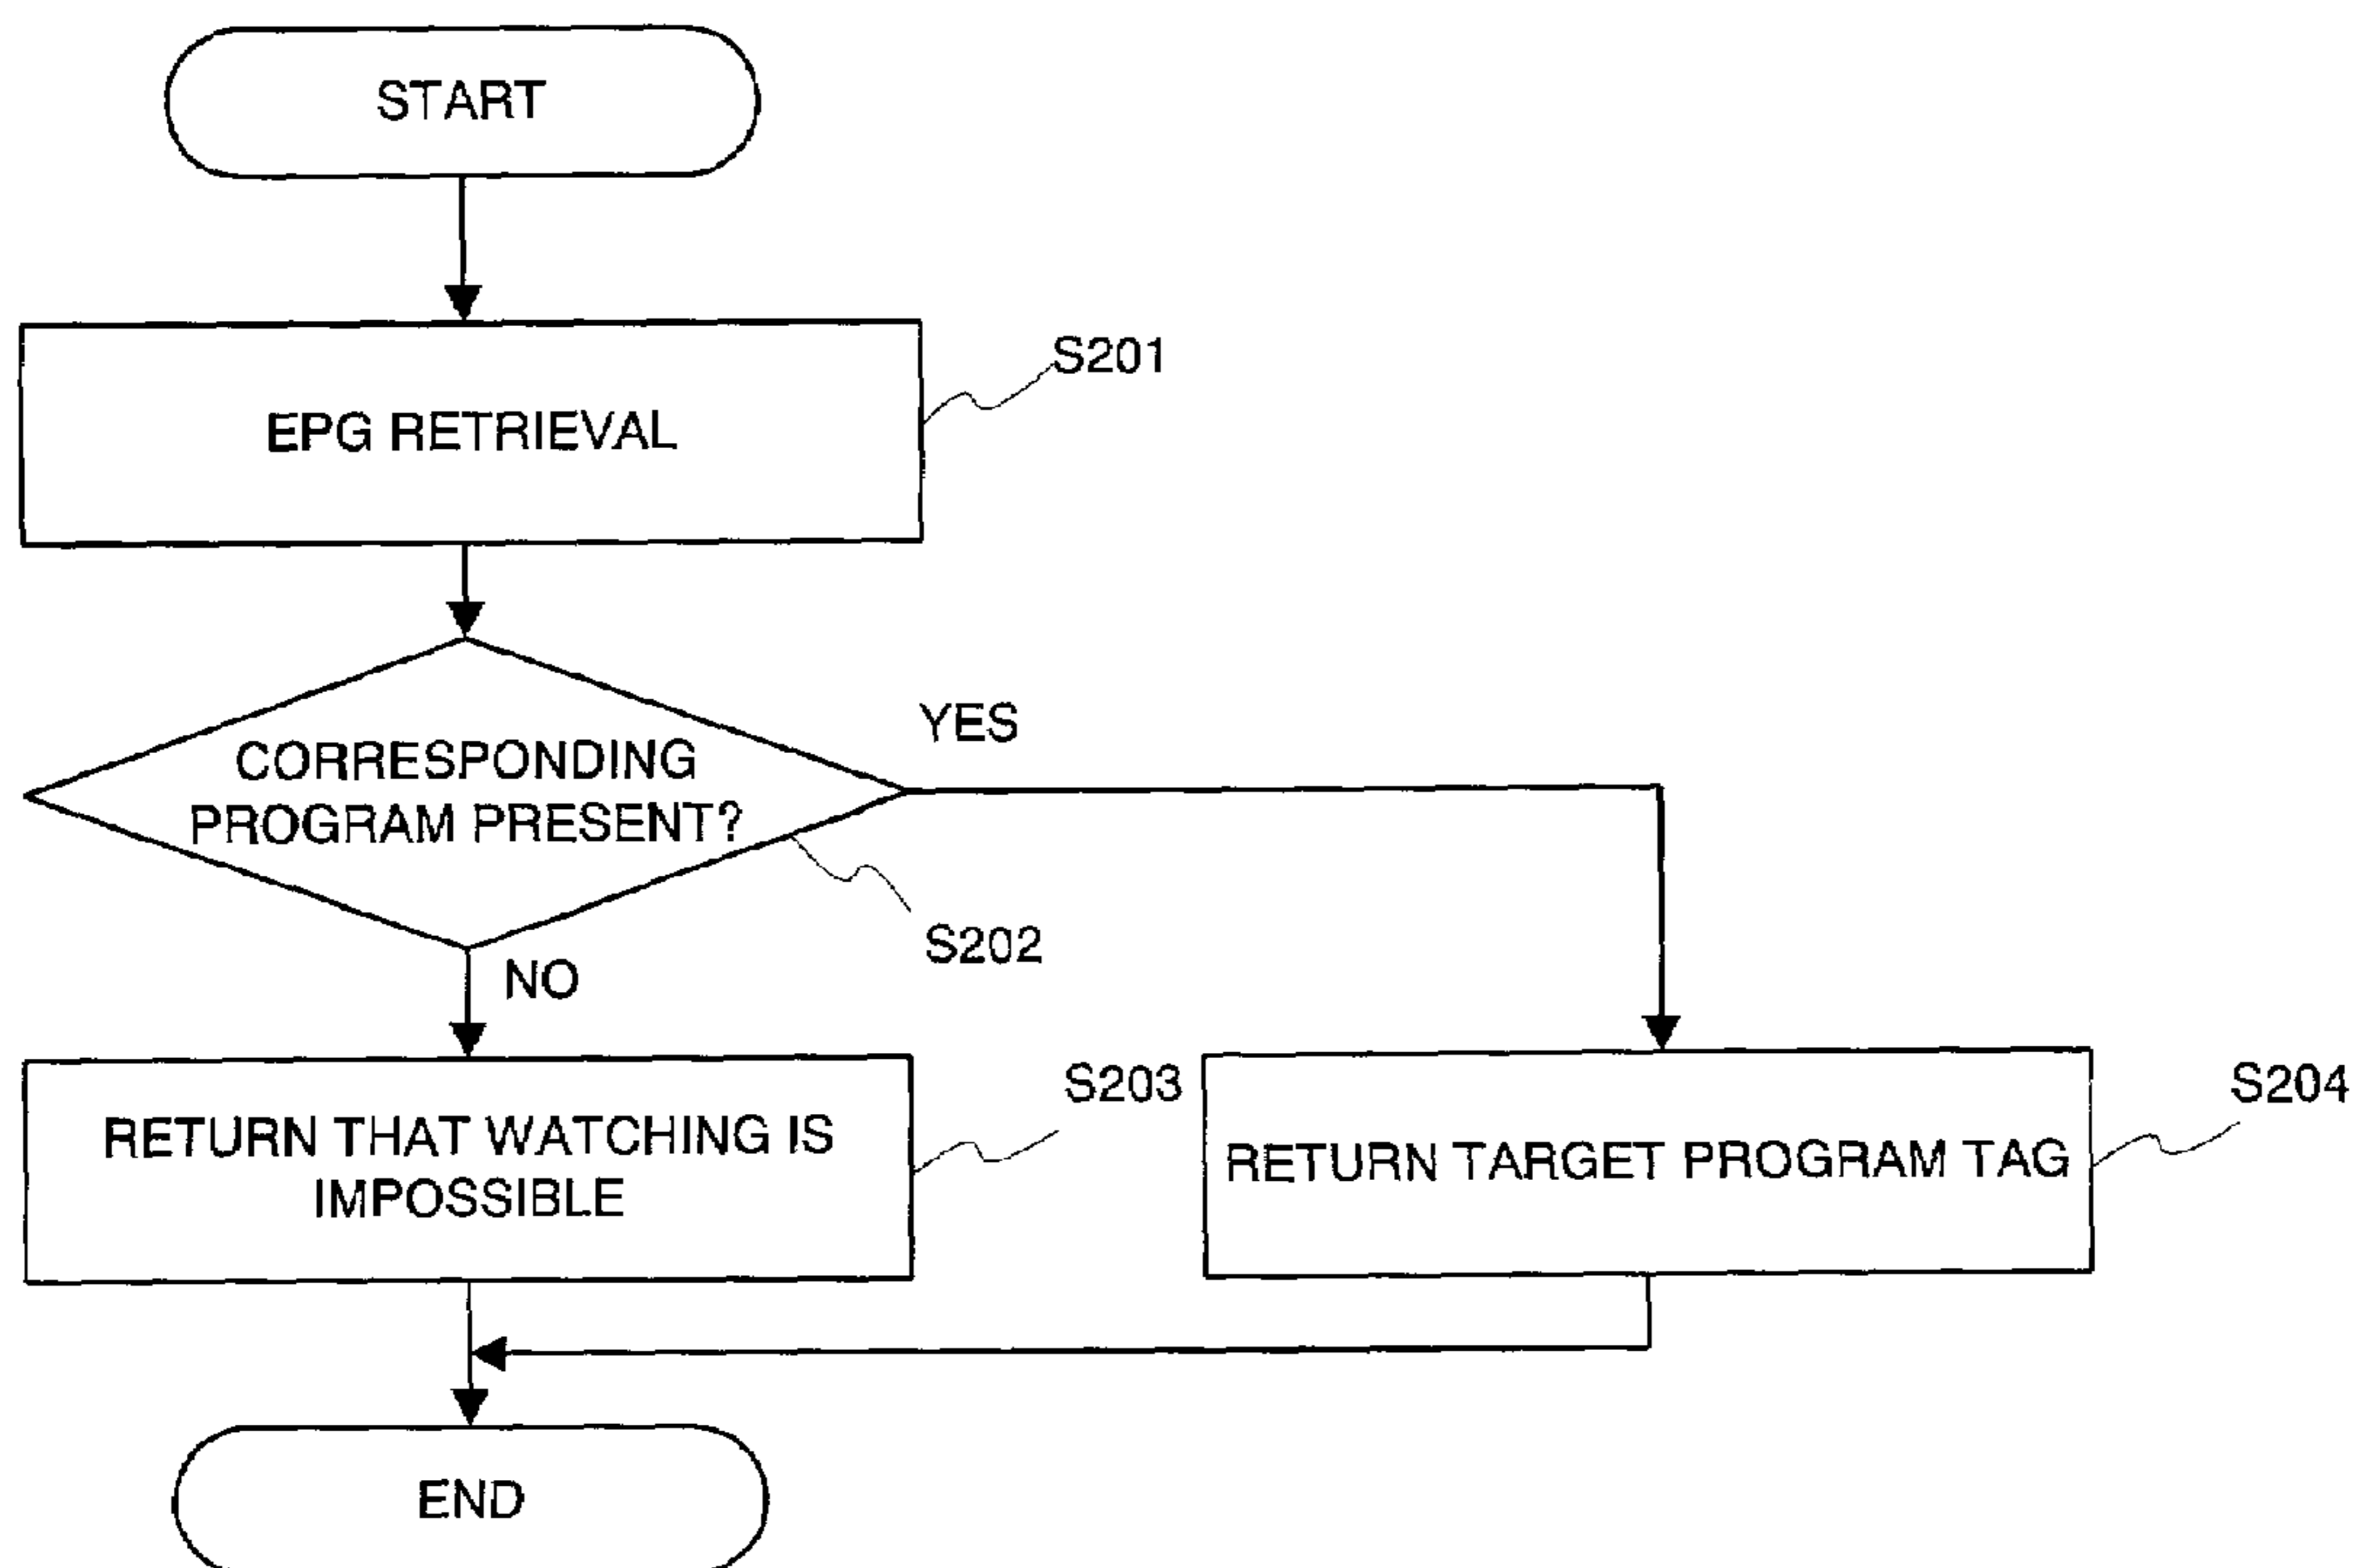 START
EPG RETRIEVAL
S201
CORRESPONDING
PROGRAM PRESENT?
YES
S202
NO
RETURN THAT WATCHING IS
IMPOSSIBLE
S203
RETURN TARGET PROGRAM TAG
S204
END